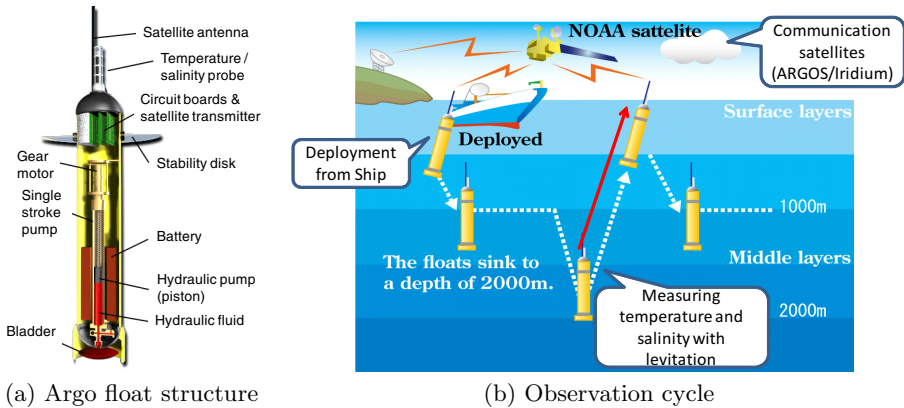 Satellite antenna
Temperature /
salinity probe
Circuit boards &
satellite transmitter
Stability disk
Gear
motor
Single
stroke
pump
Battery
Hydraulic pump
(piston)
Hydraulic fluid
Bladder
(a) Argo float structure
NOAA sattelite
Communication
satellites
(ARGOS/Iridium)
Surface layers
Deployed
Deployment
from Ship
1000m
The floats sink to
a depth of 2000m.
Middle layers
2000m
Measuring
temperature and
salinity with
levitation
(b) Observation cycle